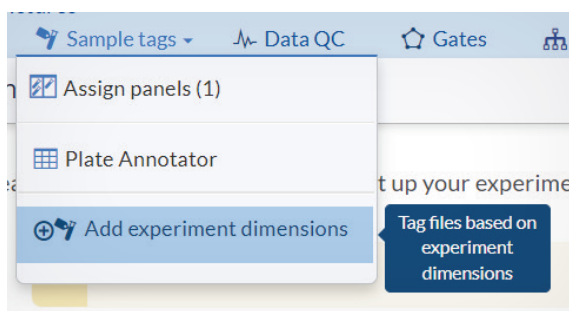 Sample tags Data QC Gates
Assign panels (1)
Plate Annotator
t up your experime
Add experiment dimensions
Tag files based on
experiment
dimensions